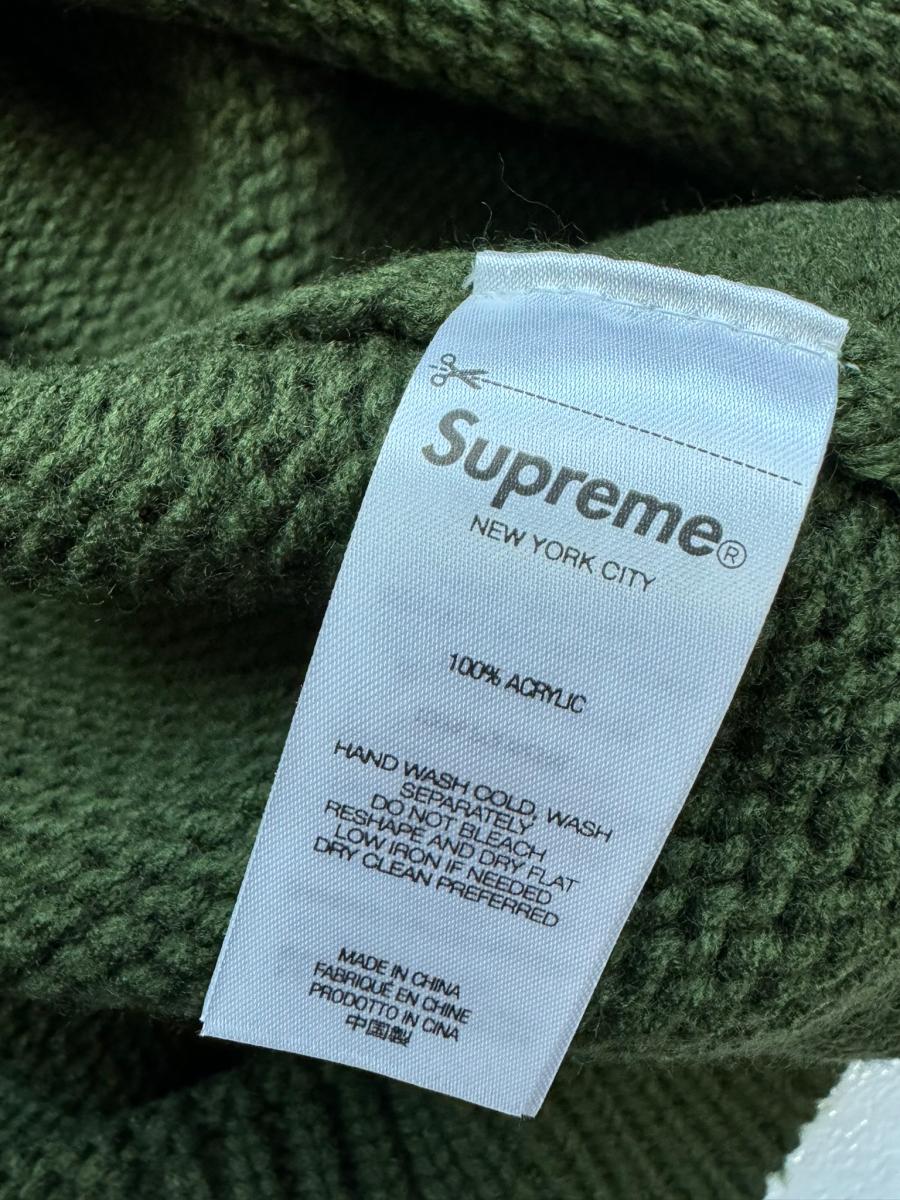 Supreme®
NEW YORK CITY
100% ACRYLIC
HAND WASH COLD, WASH
SEPARATELY
DO NOT BLEACH
RESHAPE AND DRY FLAT
LOW IRON IF NEEDED
DRY CLEAN PREFERRED
MADE IN CHINA
FABRIQUÉ EN CHINE
PRODOTTO IN CINA
中国製